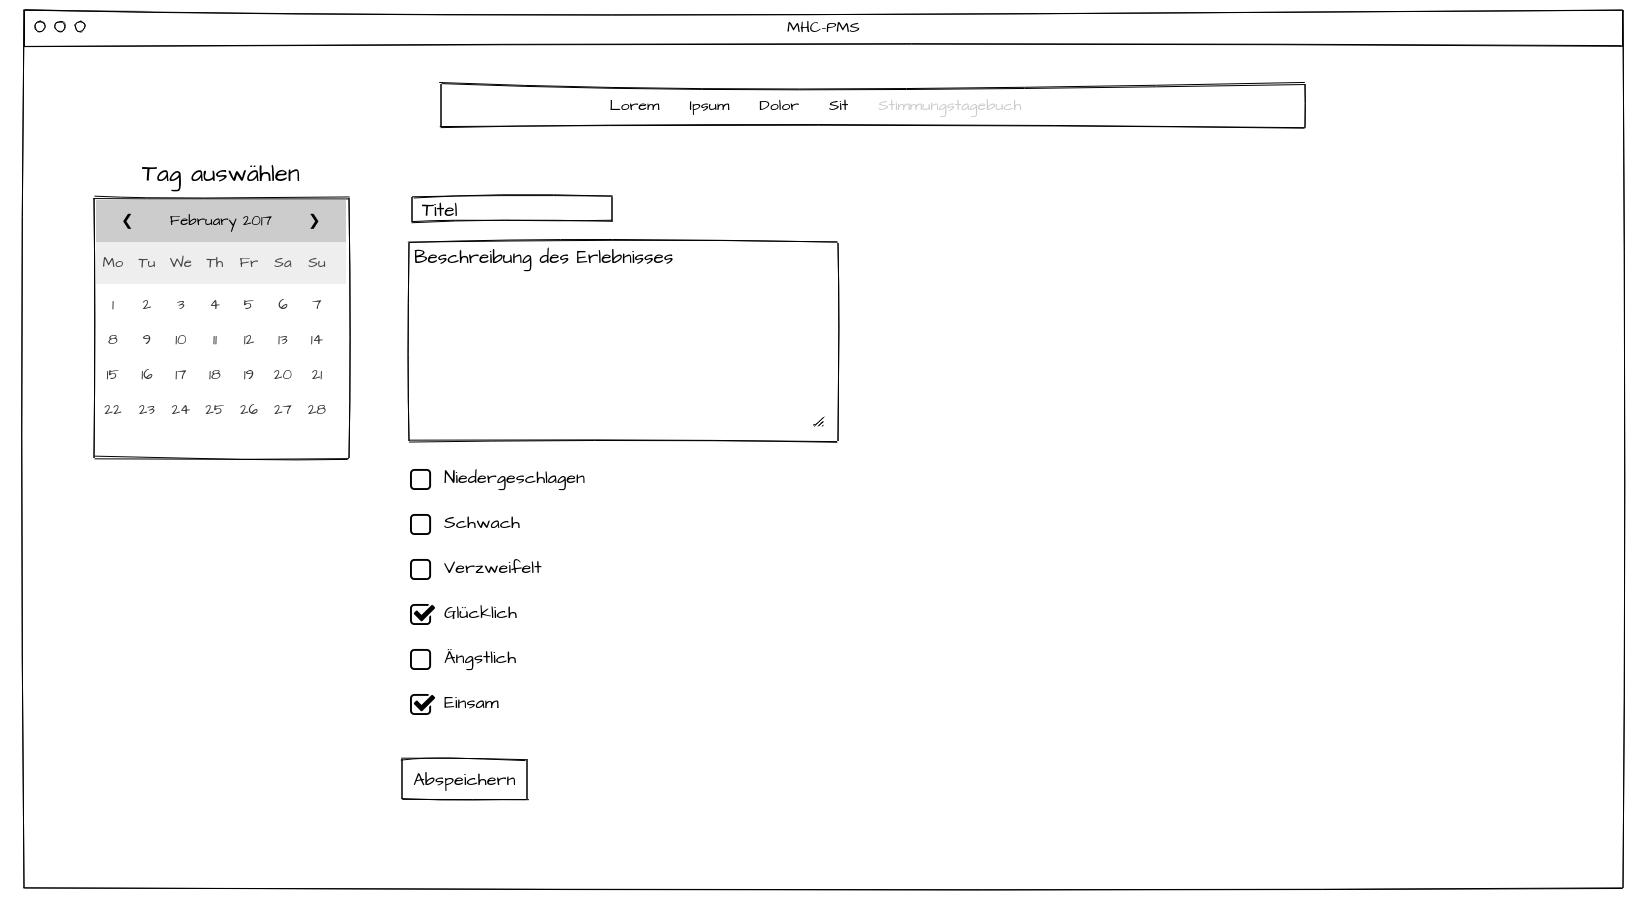 MHC-PMS
Lorem Ipsum Dolor Sit Stimmungstagebuch
Tag auswählen
❮ February 2017 ❯
Mo Tu We Th Fr Sa Su
1 2 3 4 5 6 7
8 9 10 11 12 13 14
15 16 17 18 19 20 21
22 23 24 25 26 27 28
Titel
Beschreibung des Erlebnisses
Niedergeschlagen
Schwach
Verzweifelt
Glücklich
Ängstlich
Einsam
Abspeichern